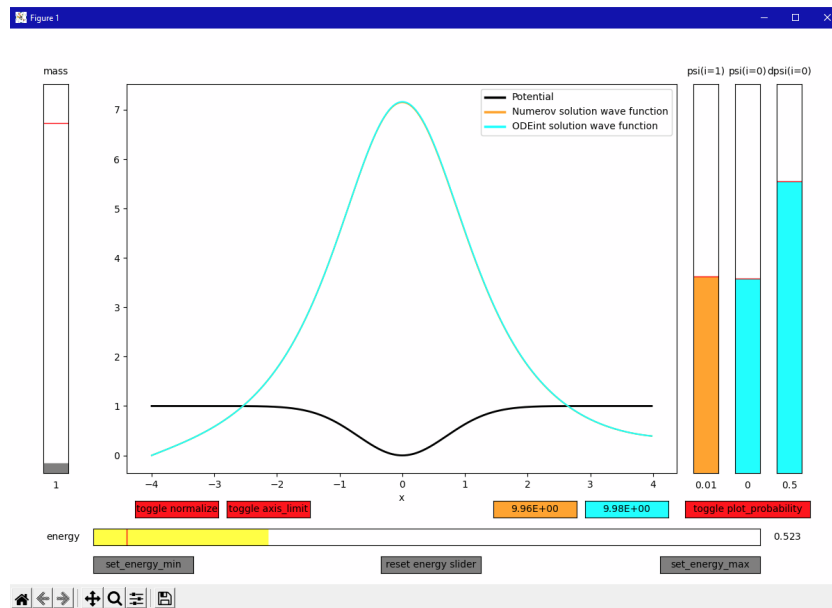 Figure 1
mass
psi(i=1) psi(i=0) dpsi(i=0)
Potential
Numerov solution wave function
ODEint solution wave function
7
6
5
4
3
2
1
0
−4 −3 −2 −1 0 1 2 3 4
x
1
0.01 0 0.5
toggle normalize toggle axis_limit 9.96E+00 9.98E+00 toggle plot_probability
energy 0.523
set_energy_min reset energy slider set_energy_max